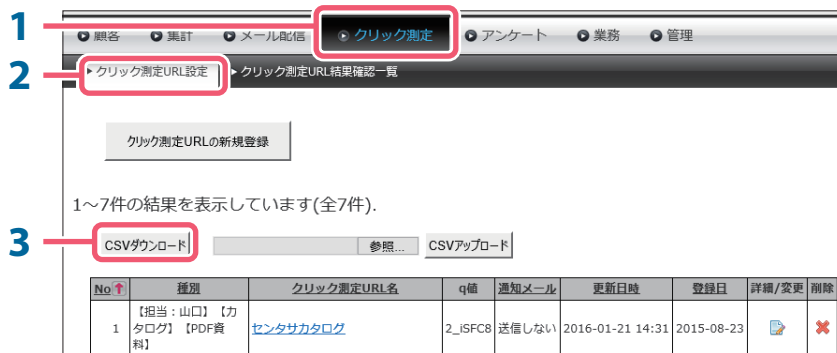 1
顧客 集計 メール配信 クリック測定 アンケート 業務 管理
2
クリック測定URL設定 クリック測定URL結果確認一覧
クリック測定URLの新規登録
1～7件の結果を表示しています(全7件).
3
CSVダウンロード 参照... CSVアップロード
No 種別 クリック測定URL名 q値 通知メール 更新日時 登録日 詳細/変更 削除
1 【担当：山口】【カタログ】【PDF資料】 センタサカタログ 2_iSFC8 送信しない 2016-01-21 14:31 2015-08-23